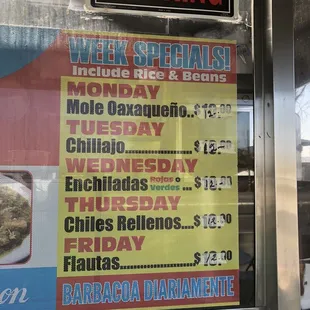 WEEK SPECIALS!
Include Rice & Beans
MONDAY
Mole Oaxaqueño..
TUESDAY
Chillajo
WEDNESDAY
Enchiladas Rojas o Verdes
THURSDAY
Chiles Rellenos....
FRIDAY
Flautas
BARBACOA DIARIAMENTE